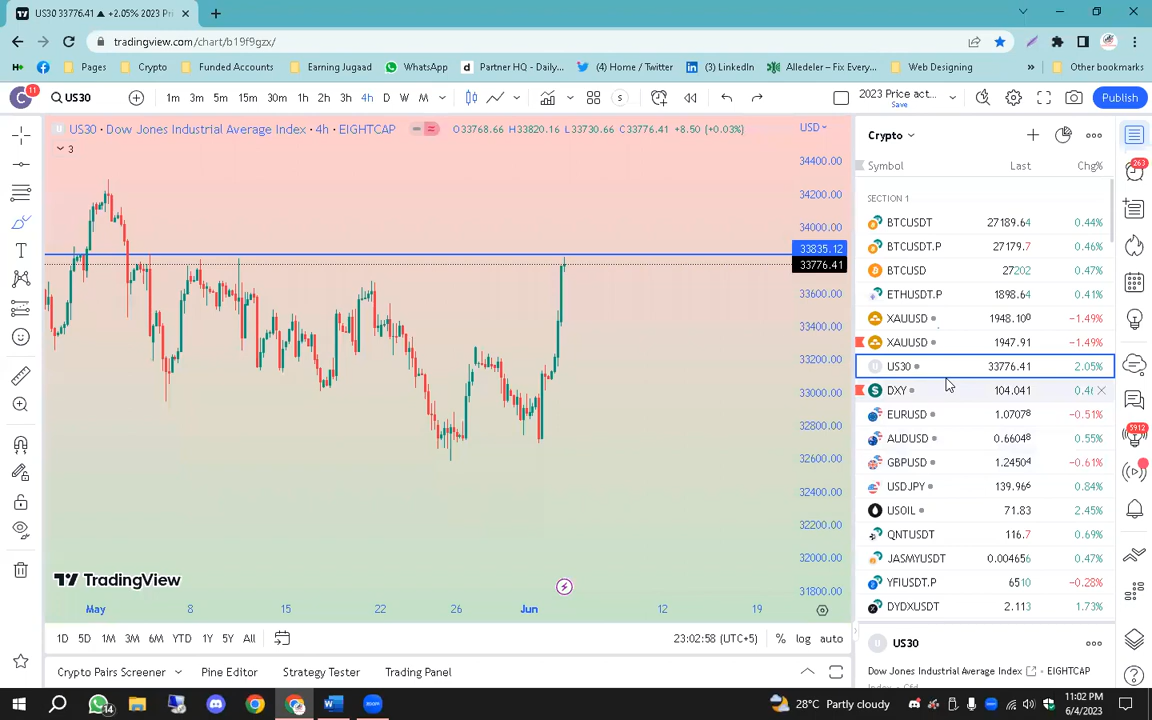 US30 33776.41 ▲ +2.05% 2023 Pri
tradingview.com/chart/b19f9gzx/
Pages
Crypto
Funded Accounts
Earning Jugaad
WhatsApp
Partner HQ - Daily...
(4) Home / Twitter
(3) LinkedIn
Alledeler – Fix Every...
Web Designing
»
Other bookmarks
C
11
US30
1m 3m 5m 15m 30m 1h 2h 3h 4h D W M
2023 Price act...
Save
Publish
US30 · Dow Jones Industrial Average Index · 4h · EIGHTCAP
O33768.66 H33820.16 L33730.66 C33776.41 +8.50 (+0.03%)
3
USD
34400.00
34200.00
34000.00
33835.12
33776.41
33600.00
33400.00
33200.00
33000.00
32800.00
32600.00
32400.00
32200.00
32000.00
31800.00
TradingView
May 8 15 22 26 Jun 12 19
1D 5D 1M 3M 6M YTD 1Y 5Y All
23:02:58 (UTC+5)
% log auto
Crypto Pairs Screener
Pine Editor
Strategy Tester
Trading Panel
Crypto
Symbol Last Chg%
SECTION 1
BTCUSDT 27189.64 0.44%
BTCUSDT.P 27179.7 0.46%
BTCUSD 27202 0.47%
ETHUSDT.P 1898.64 0.41%
XAUUSD 1948.100 −1.49%
XAUUSD 1947.91 −1.49%
US30 33776.41 2.05%
DXY 104.041 0.46
EURUSD 1.07078 −0.51%
AUDUSD 0.66048 0.55%
GBPUSD 1.24504 −0.61%
USDJPY 139.966 0.84%
USOIL 71.83 2.45%
QNTUSDT 116.7 0.69%
JASMYUSDT 0.004656 0.47%
YFIUSDT.P 6510 −0.28%
DYDXUSDT 2.113 1.73%
US30
Dow Jones Industrial Average Index · EIGHTCAP
Index • Cfd
263
5912
14
28°C Partly cloudy
11:02 PM
6/4/2023